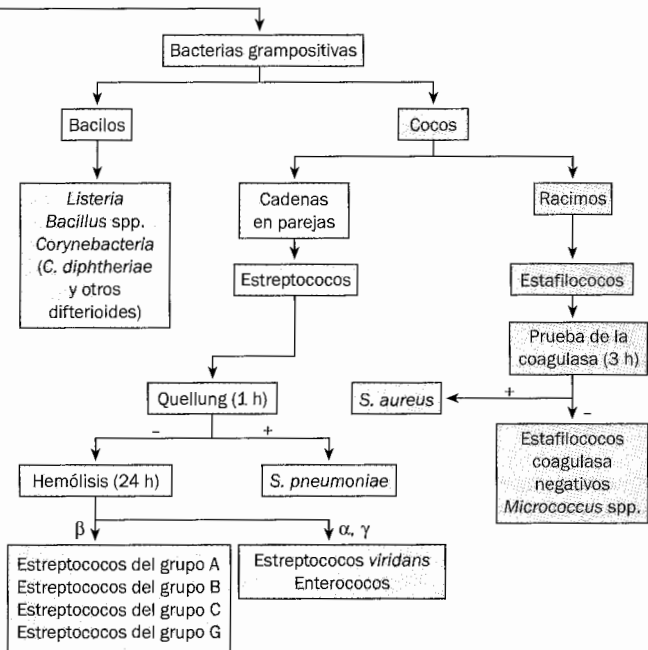 Bacterias grampositivas
Bacilos
Cocos
Listeria
Bacillus spp.
Corynebacteria
(C. diphtheriae
y otros
difterioides)
Cadenas
en parejas
Racimos
Estreptococos
Estafilococos
Prueba de la
coagulasa (3 h)
Quellung (1 h)
S. aureus
+
–
–
+
Estafilococos
coagulasa
negativos
Micrococcus spp.
Hemólisis (24 h)
S. pneumoniae
β
α, γ
Estreptococos del grupo A
Estreptococos del grupo B
Estreptococos del grupo C
Estreptococos del grupo G
Estreptococos viridans
Enterococos